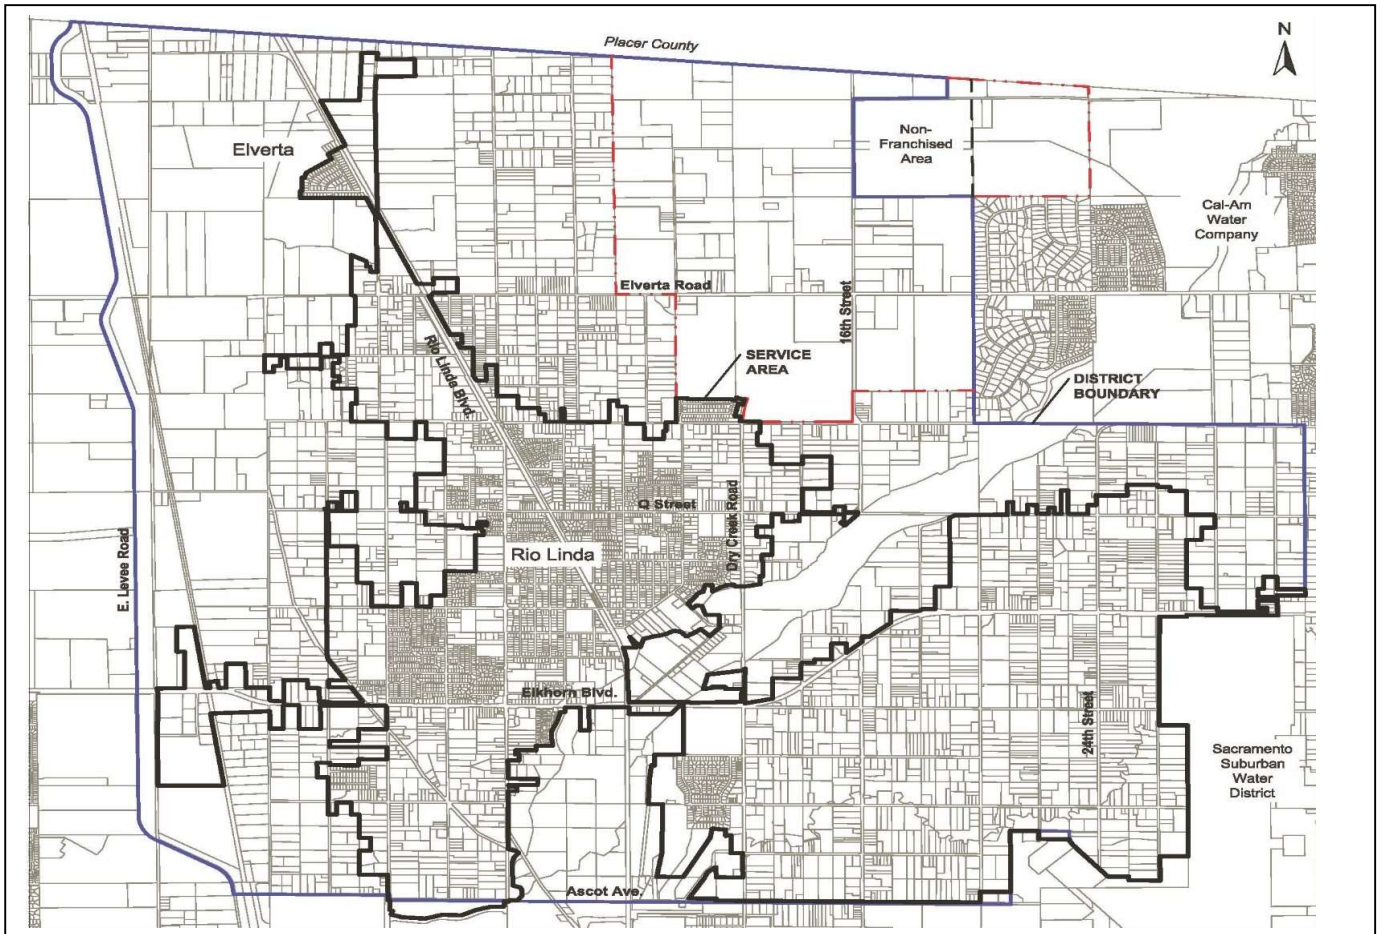 Placer County
N
Elverta
Non-
Franchised
Area
Cal-Am
Water
Company
Elverta Road
16th Street
Rio Linda Blvd.
SERVICE
AREA
DISTRICT
BOUNDARY
Q Street
Dry Creek Road
E. Levee Road
Rio Linda
Elkhorn Blvd.
24th Street
Sacramento
Suburban
Water
District
Ascot Ave.